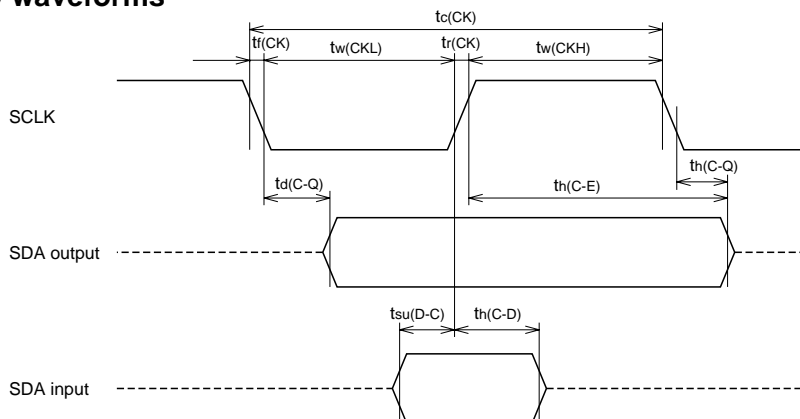 waveforms
tc(CK)
tf(CK) tw(CKL) tr(CK) tw(CKH)
SCLK
th(C-Q)
td(C-Q) th(C-E)
SDA output
tsu(D-C) th(C-D)
SDA input